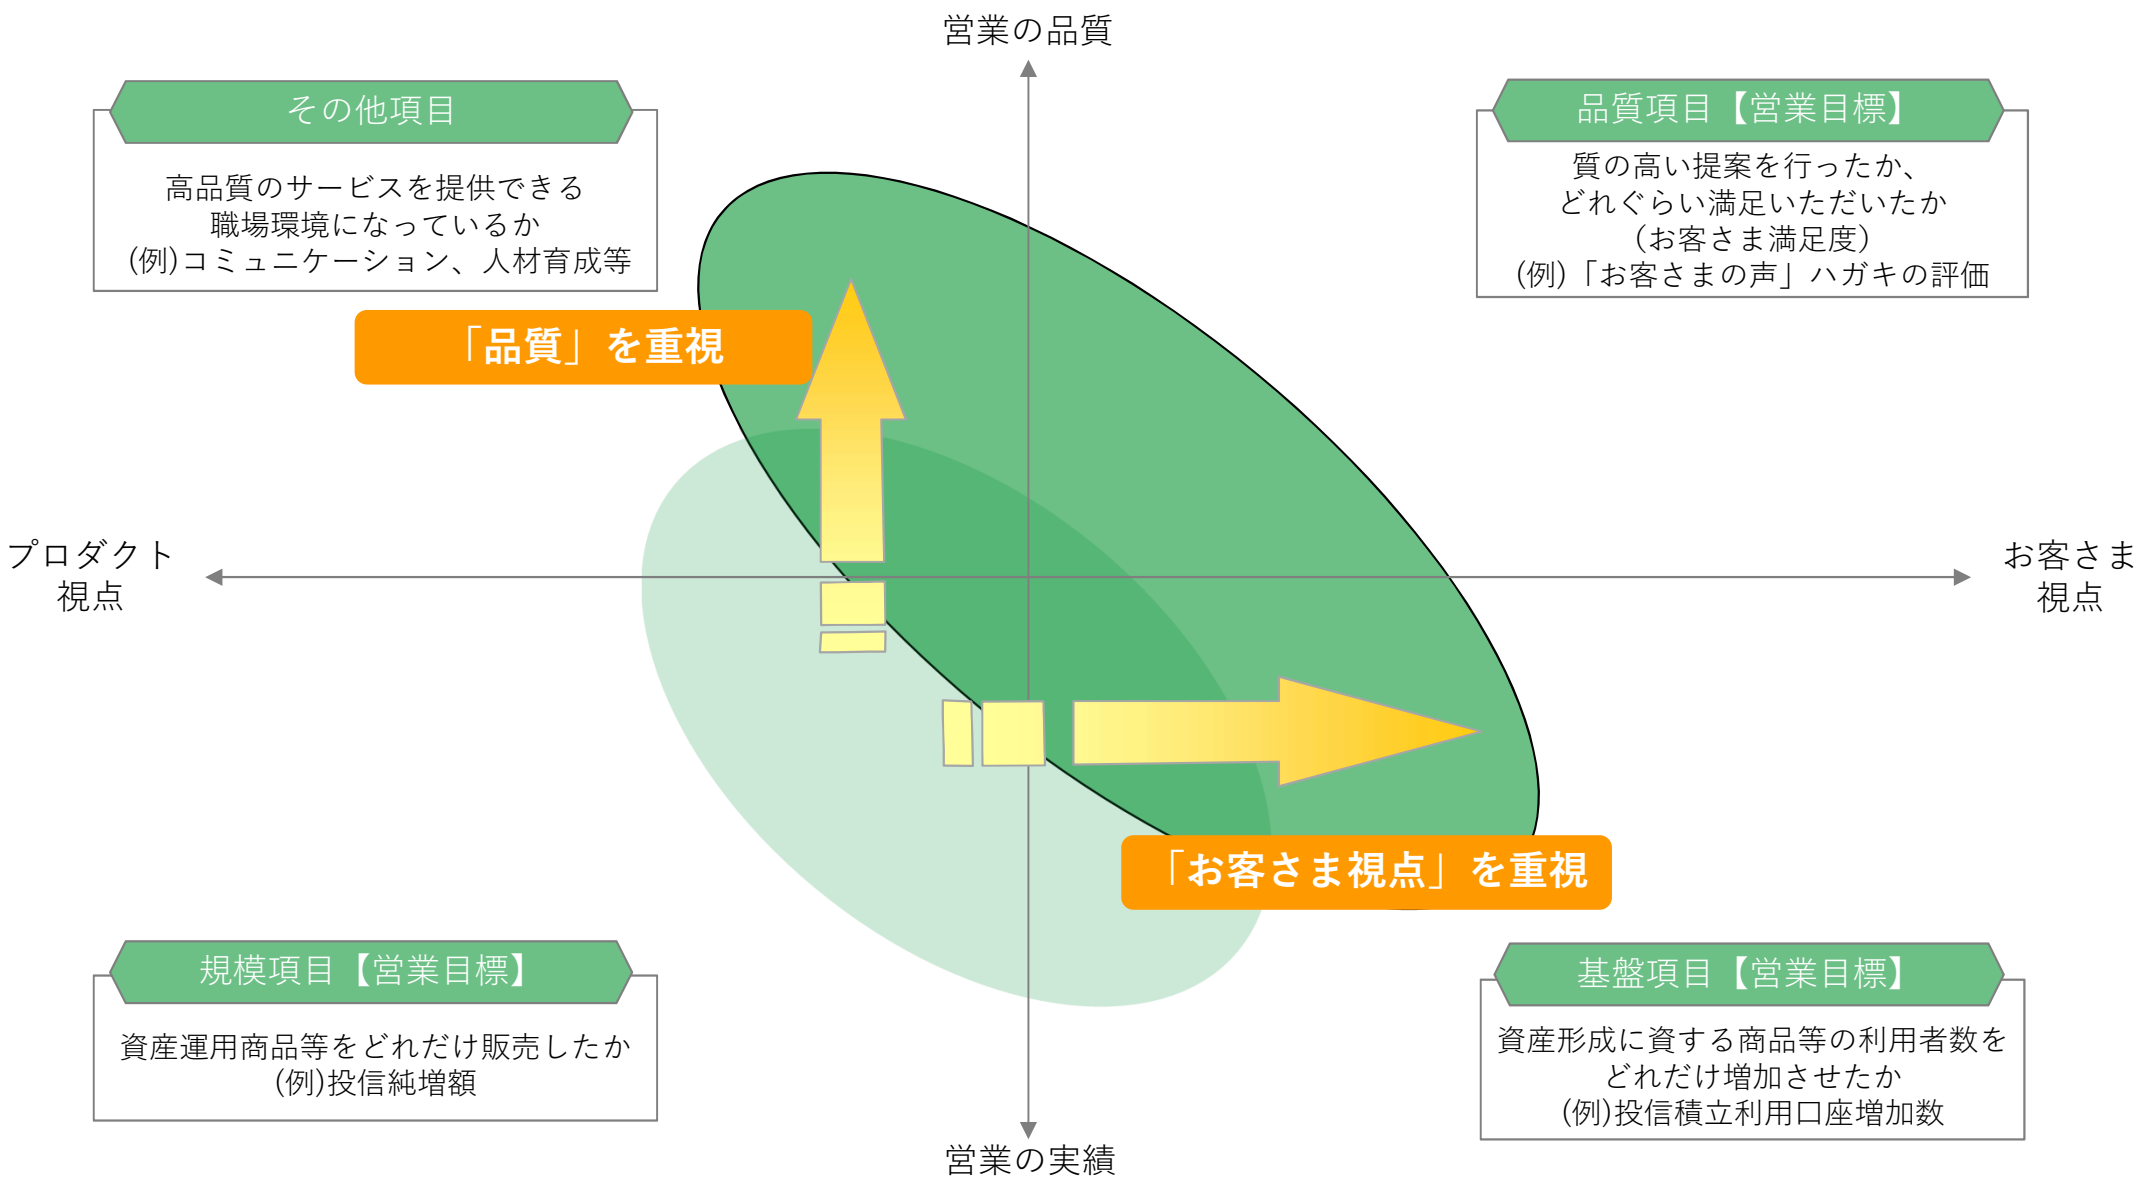 営業の品質
その他項目
高品質のサービスを提供できる
職場環境になっているか
(例)コミュニケーション、人材育成等
品質項目【営業目標】
質の高い提案を行ったか、
どれぐらい満足いただいたか
(お客さま満足度)
(例)「お客さまの声」ハガキの評価
「品質」を重視
プロダクト
視点
お客さま
視点
「お客さま視点」を重視
規模項目【営業目標】
資産運用商品等をどれだけ販売したか
(例)投信純増額
基盤項目【営業目標】
資産形成に資する商品等の利用者数を
どれだけ増加させたか
(例)投信積立利用口座増加数
営業の実績